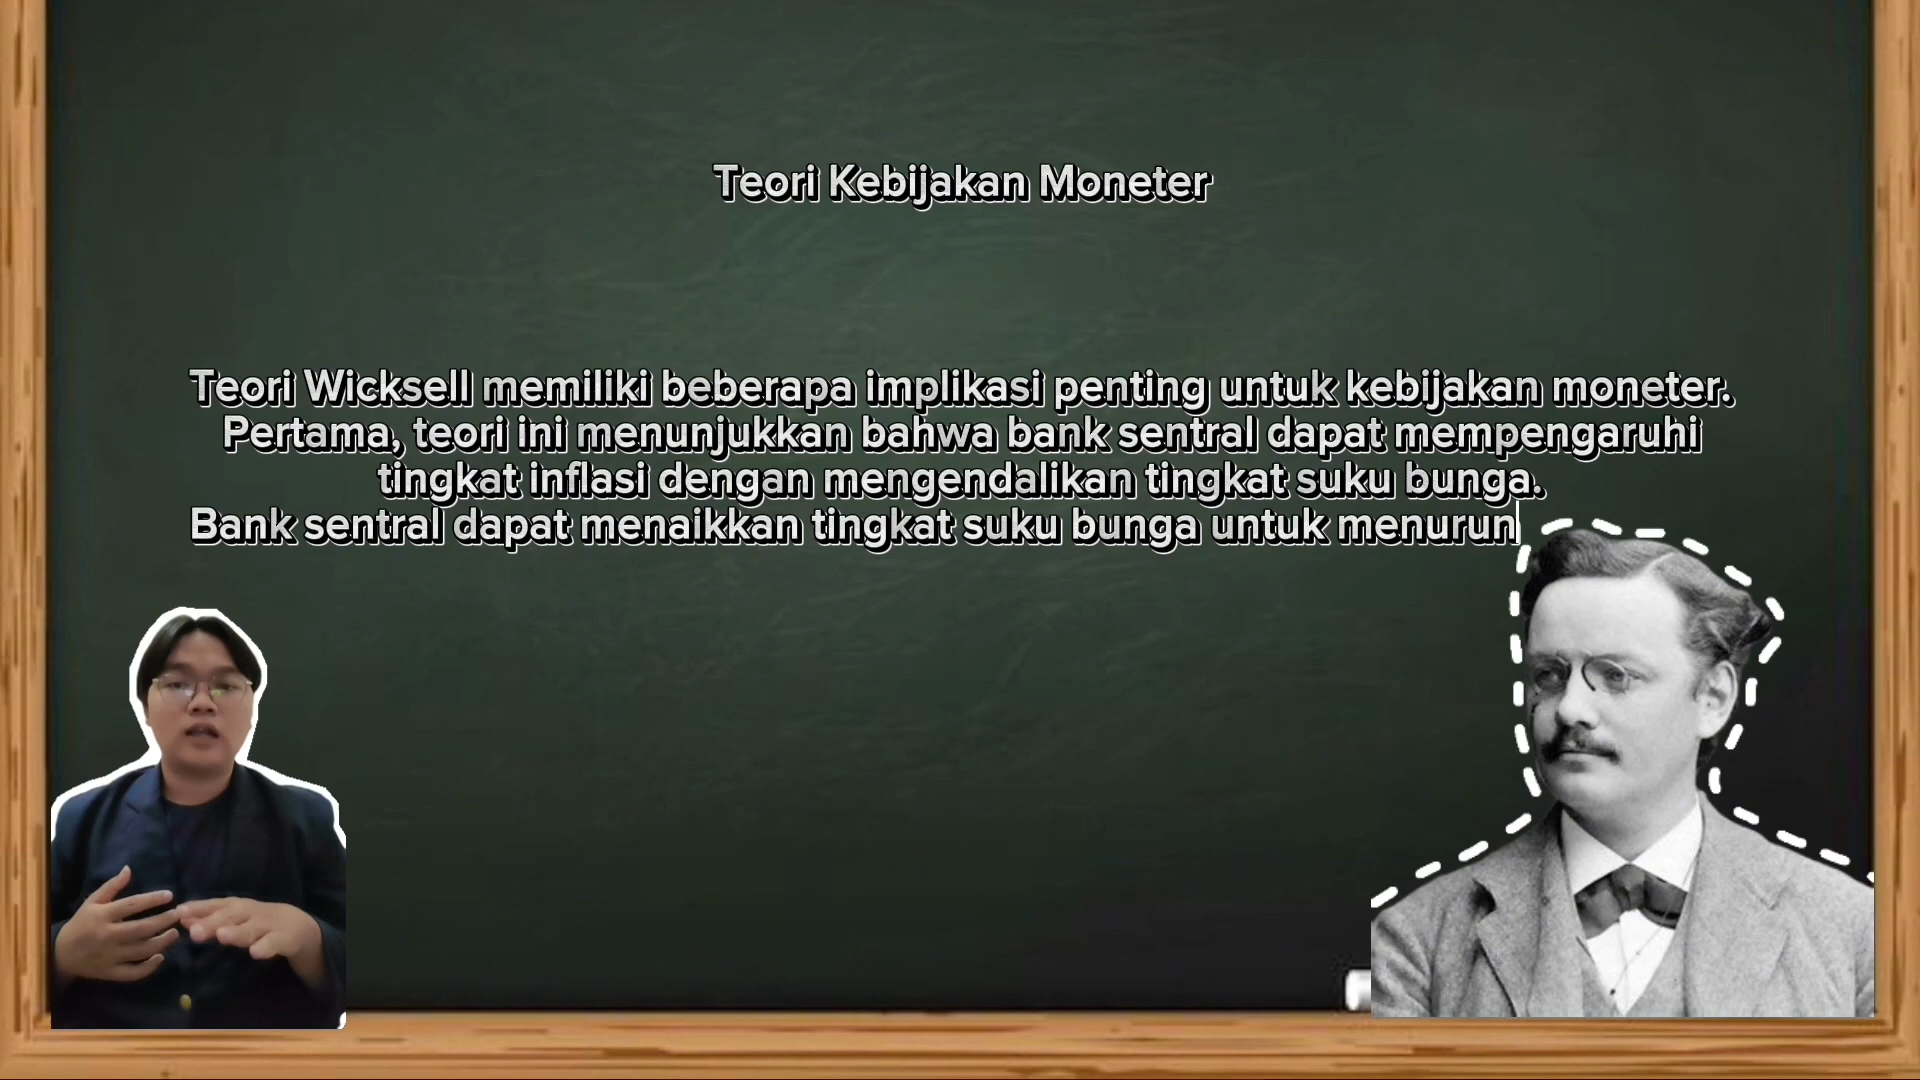 Teori Kebijakan Moneter
Teori Wicksell memiliki beberapa implikasi penting untuk kebijakan moneter.
Pertama, teori ini menunjukkan bahwa bank sentral dapat mempengaruhi
tingkat inflasi dengan mengendalikan tingkat suku bunga.
Bank sentral dapat menaikkan tingkat suku bunga untuk menurun